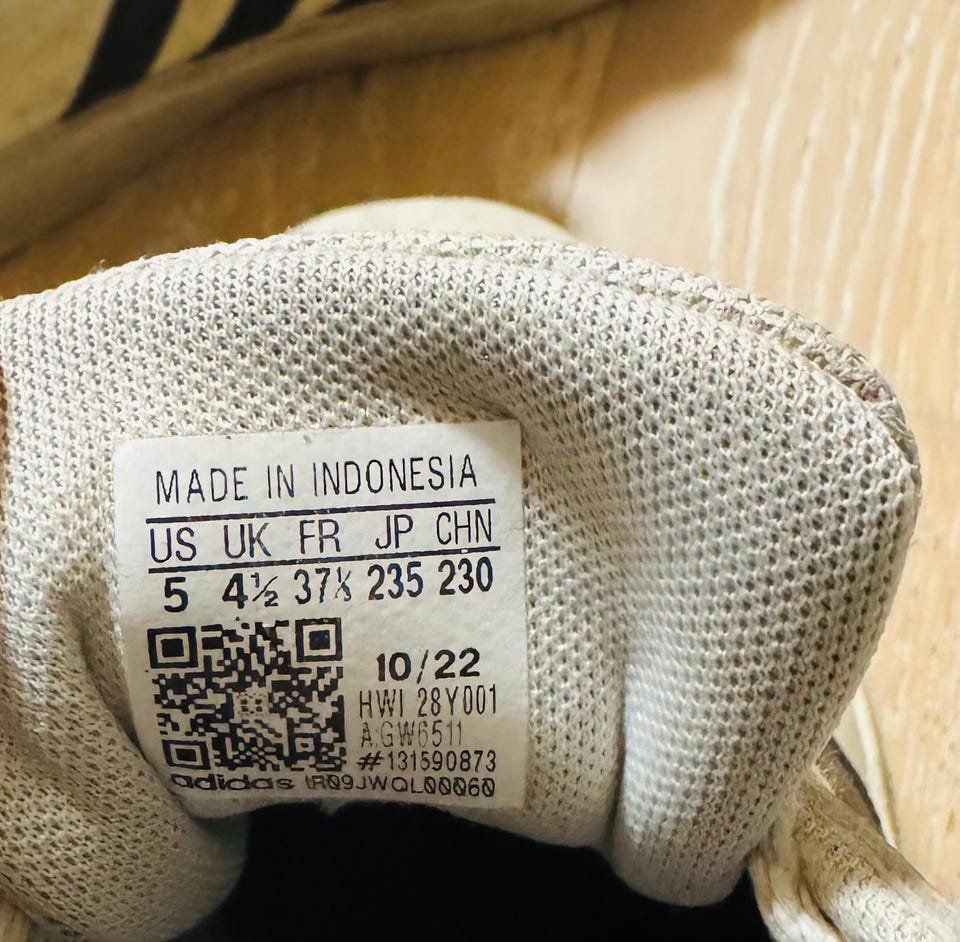 MADE IN INDONESIA
US UK FR JP CHN
5 4½ 37⅓ 235 230
10/22
HWI 28Y001
A.GW6511
#131590873
adidas IR09JWQL00060